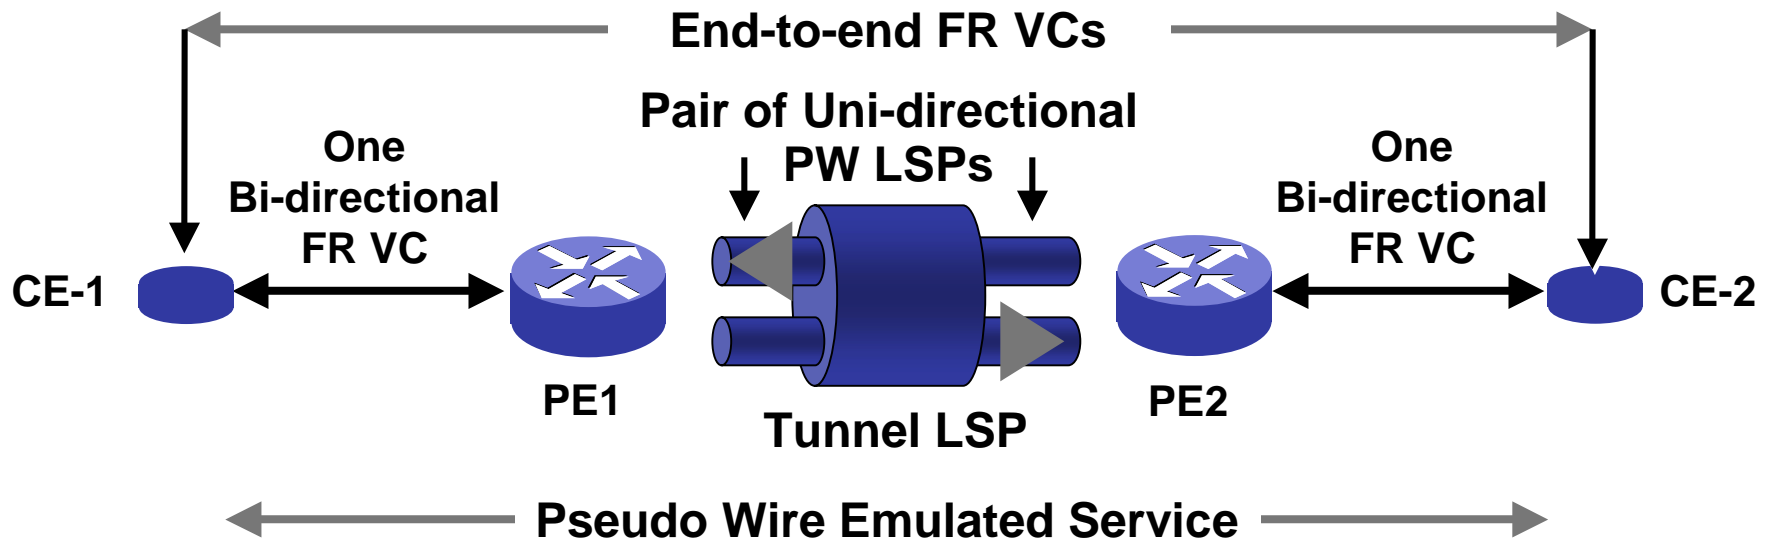 End-to-end FR VCs
Pair of Uni-directional
PW LSPs
One
Bi-directional
FR VC
One
Bi-directional
FR VC
CE-1
CE-2
PE1
PE2
Tunnel LSP
Pseudo Wire Emulated Service